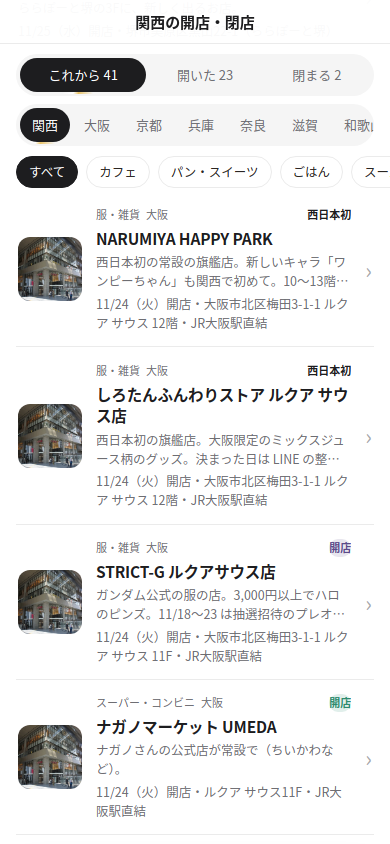 関西の開店・閉店
これから 41
開いた 23
閉まる 2
関西
大阪
京都
兵庫
奈良
滋賀
和歌
すべて
カフェ
パン・スイーツ
ごはん
スー
服・雑貨 大阪
西日本初
NARUMIYA HAPPY PARK
西日本初の常設の旗艦店。新しいキャラ「ワ
ンピーちゃん」も関西で初めて。10〜13階…
11/24（火）開店・大阪市北区梅田3-1-1 ルク
ア サウス 12階・JR大阪駅直結
服・雑貨 大阪
西日本初
しろたんふんわりストア ルクア サウ
ス店
西日本初の旗艦店。大阪限定のミックスジュ
ース柄のグッズ。決まった日は LINE の整…
11/24（火）開店・大阪市北区梅田3-1-1 ルク
ア サウス 12階・JR大阪駅直結
服・雑貨 大阪
開店
STRICT-G ルクアサウス店
ガンダム公式の服の店。3,000円以上でハロ
のピンズ。11/18〜23 は抽選招待のプレオ…
11/24（火）開店・大阪市北区梅田3-1-1 ルク
ア サウス 11F・JR大阪駅直結
スーパー・コンビニ 大阪
開店
ナガノマーケット UMEDA
ナガノさんの公式店が常設で（ちいかわな
ど）。
11/24（火）開店・ルクア サウス11F・JR大
阪駅直結